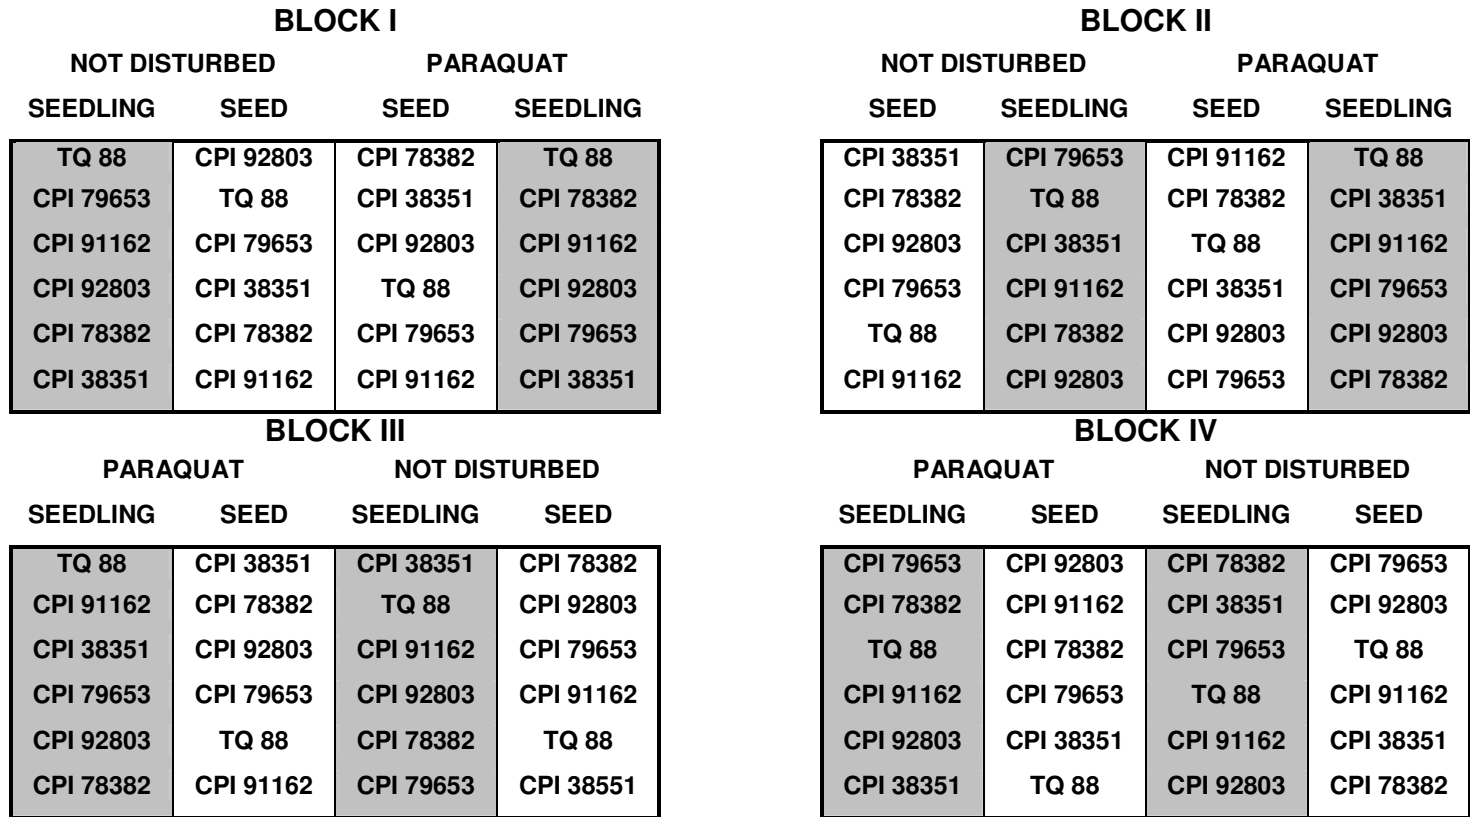 BLOCK I
NOT DISTURBED PARAQUAT
SEEDLING SEED SEED SEEDLING
TQ 88 CPI 92803 CPI 78382 TQ 88
CPI 79653 TQ 88 CPI 38351 CPI 78382
CPI 91162 CPI 79653 CPI 92803 CPI 91162
CPI 92803 CPI 38351 TQ 88 CPI 92803
CPI 78382 CPI 78382 CPI 79653 CPI 79653
CPI 38351 CPI 91162 CPI 91162 CPI 38351
BLOCK II
NOT DISTURBED PARAQUAT
SEED SEEDLING SEED SEEDLING
CPI 38351 CPI 79653 CPI 91162 TQ 88
CPI 78382 TQ 88 CPI 78382 CPI 38351
CPI 92803 CPI 38351 TQ 88 CPI 91162
CPI 79653 CPI 91162 CPI 38351 CPI 79653
TQ 88 CPI 78382 CPI 92803 CPI 92803
CPI 91162 CPI 92803 CPI 79653 CPI 78382
BLOCK III
PARAQUAT NOT DISTURBED
SEEDLING SEED SEEDLING SEED
TQ 88 CPI 38351 CPI 38351 CPI 78382
CPI 91162 CPI 78382 TQ 88 CPI 92803
CPI 38351 CPI 92803 CPI 91162 CPI 79653
CPI 79653 CPI 79653 CPI 92803 CPI 91162
CPI 92803 TQ 88 CPI 78382 TQ 88
CPI 78382 CPI 91162 CPI 79653 CPI 38551
BLOCK IV
PARAQUAT NOT DISTURBED
SEEDLING SEED SEEDLING SEED
CPI 79653 CPI 92803 CPI 78382 CPI 79653
CPI 78382 CPI 91162 CPI 38351 CPI 92803
TQ 88 CPI 78382 CPI 79653 TQ 88
CPI 91162 CPI 79653 TQ 88 CPI 91162
CPI 92803 CPI 38351 CPI 91162 CPI 38351
CPI 38351 TQ 88 CPI 92803 CPI 78382